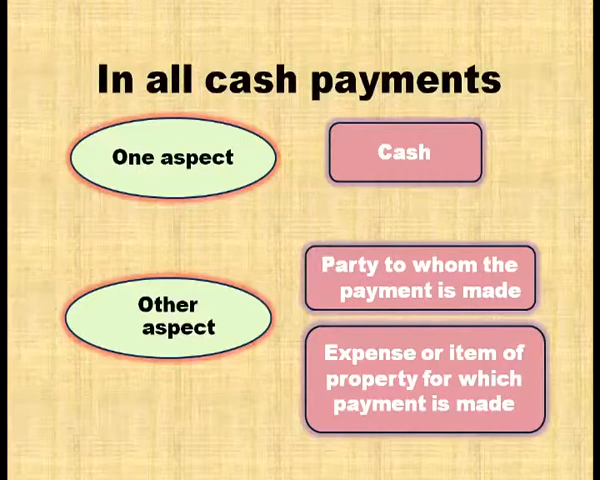 In all cash payments
One aspect
Cash
Other
aspect
Party to whom the
payment is made
Expense or item of
property for which
payment is made